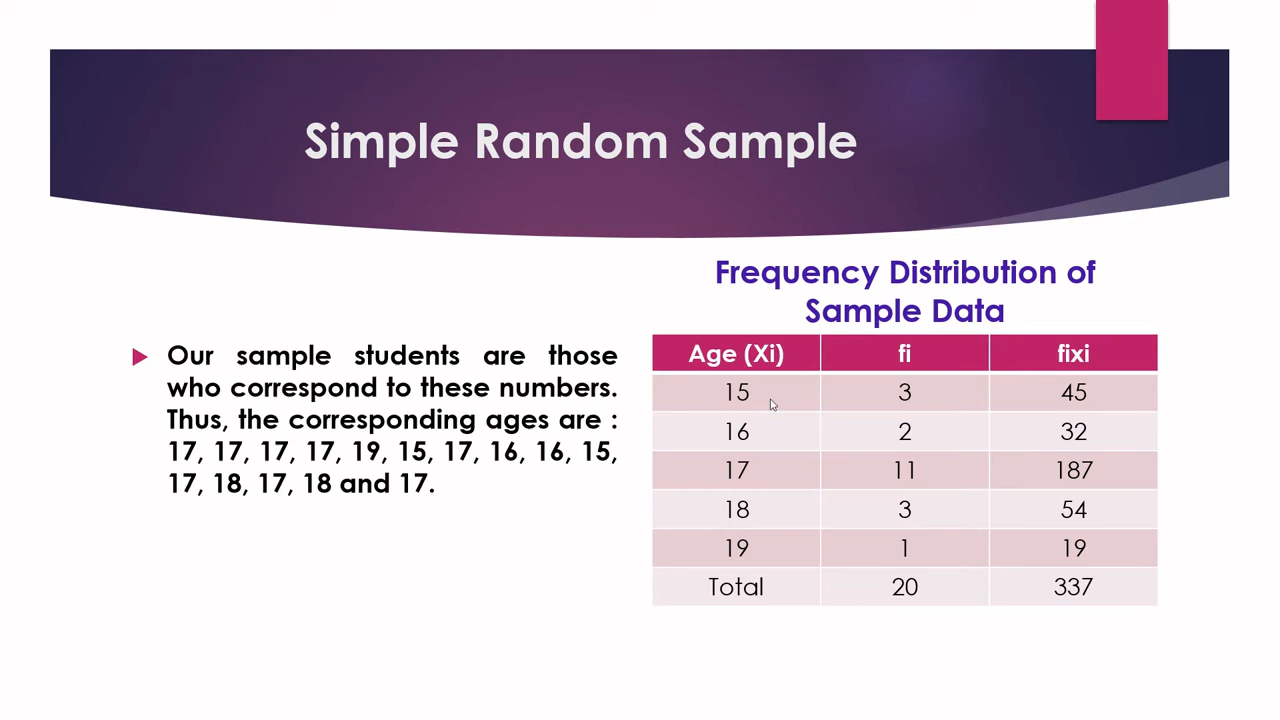 Simple Random Sample
Our sample students are those
who correspond to these numbers.
Thus, the corresponding ages are :
17, 17, 17, 17, 19, 15, 17, 16, 16, 15,
17, 18, 17, 18 and 17.
Frequency Distribution of
Sample Data
Age (Xi) fi fixi
15 3 45
16 2 32
17 11 187
18 3 54
19 1 19
Total 20 337